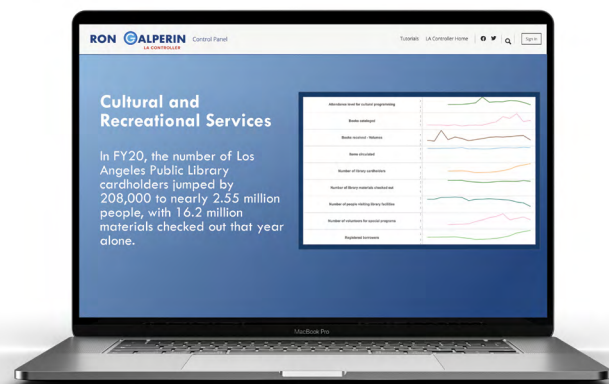 RON GALPERIN
LA CONTROLLER
Control Panel
Tutorials LA Controller Home
Sign In
Cultural and
Recreational Services
In FY20, the number of Los
Angeles Public Library
cardholders jumped by
208,000 to nearly 2.55 million
people, with 16.2 million
materials checked out that year
alone.
Attendance level for cultural programming
Books cataloged
Books received - Volumes
Items circulated
Number of library cardholders
Number of library materials checked out
Number of people visiting library facilities
Number of volunteers for special programs
Registered borrowers
MacBook Pro